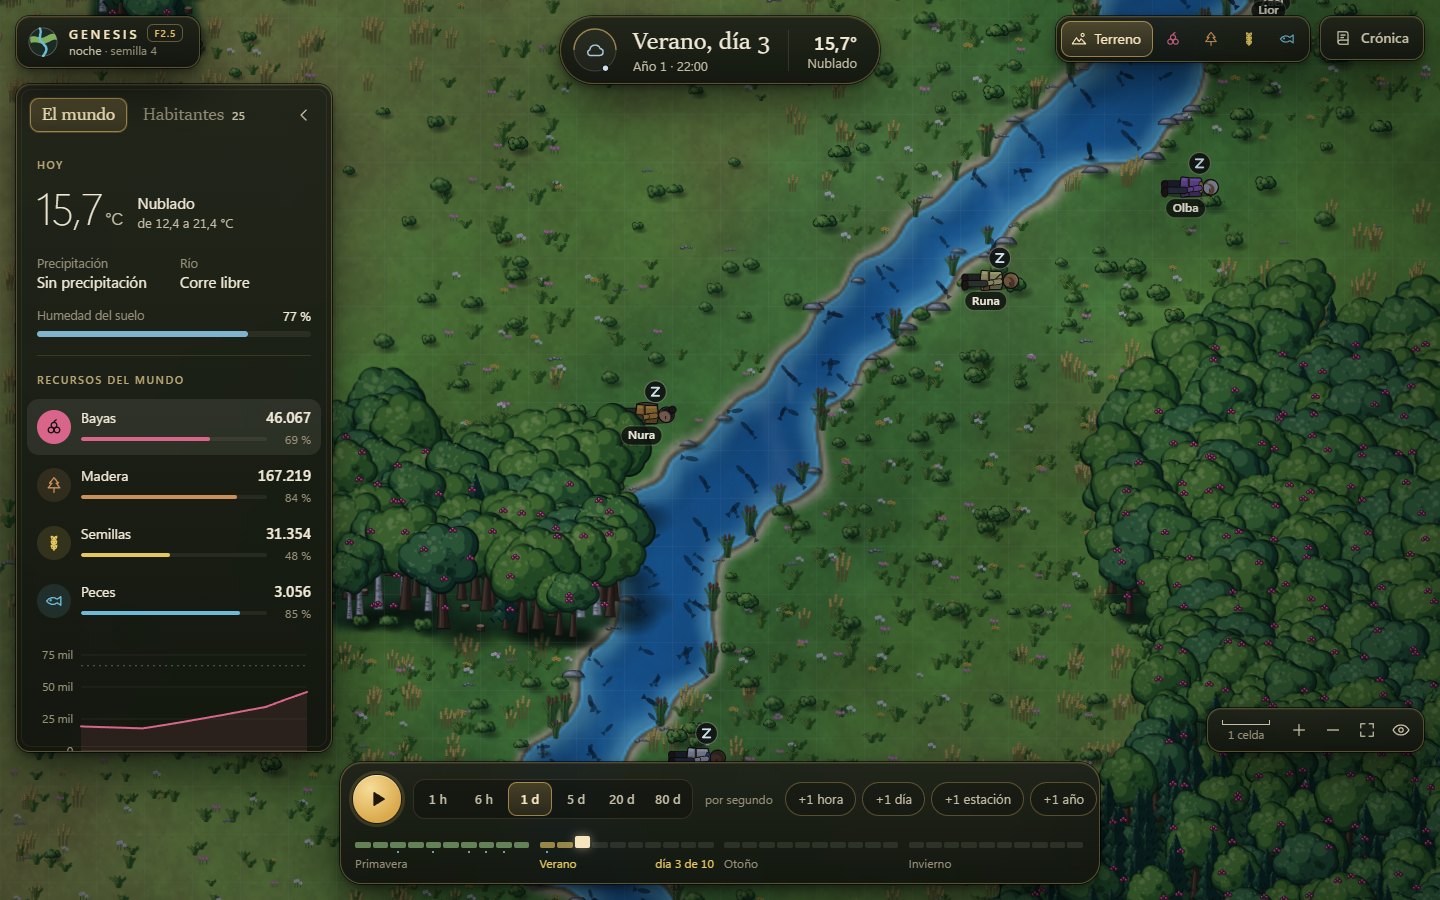 GENESIS F2.5
noche · semilla 4
Verano, día 3
Año 1 · 22:00
15,7°
Nublado
Terreno
Crónica
Lior
El mundo
Habitantes 25
HOY
15,7 °C
Nublado
de 12,4 a 21,4 °C
Precipitación
Sin precipitación
Río
Corre libre
Humedad del suelo 77 %
RECURSOS DEL MUNDO
Bayas 46.067
69 %
Madera 167.219
84 %
Semillas 31.354
48 %
Peces 3.056
85 %
75 mil
50 mil
25 mil
0
Z
Olba
Z
Runa
Z
Nura
Z
1 celda
1 h 6 h 1 d 5 d 20 d 80 d por segundo +1 hora +1 día +1 estación +1 año
Primavera Verano día 3 de 10 Otoño Invierno